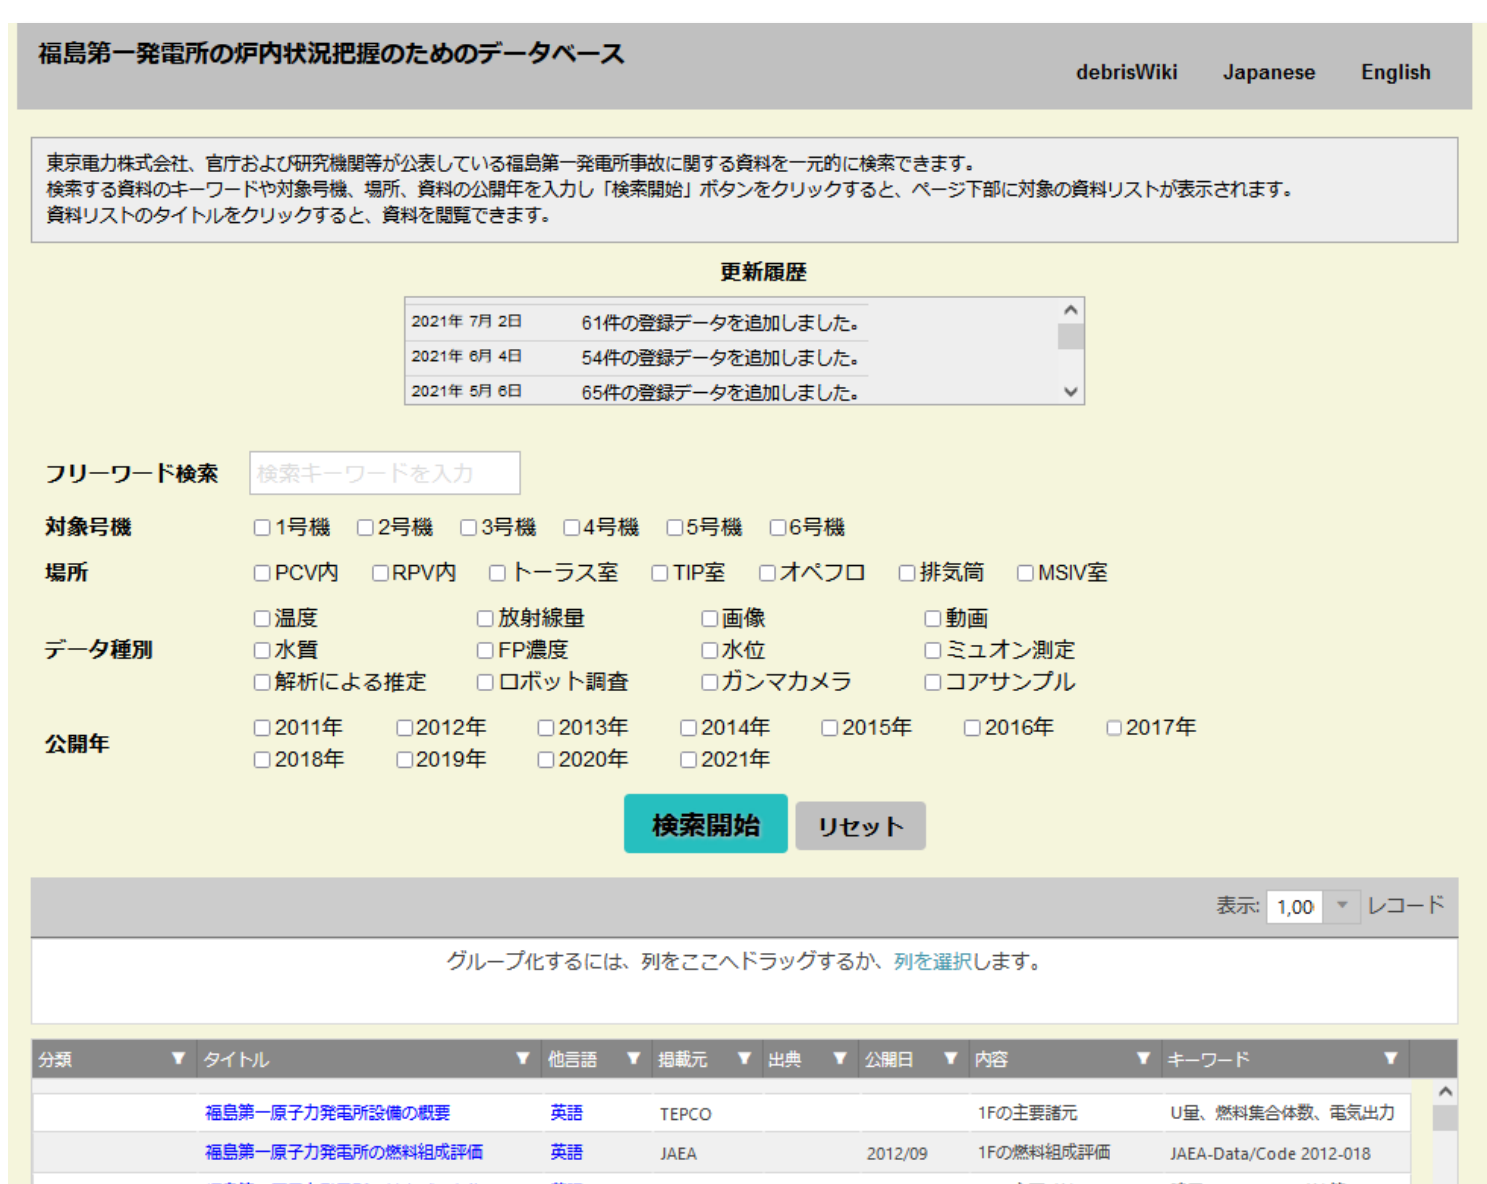 福島第一発電所の炉内状況把握のためのデータベース
debrisWiki Japanese English
東京電力株式会社、官庁および研究機関等が公表している福島第一発電所事故に関する資料を一元的に検索できます。
検索する資料のキーワードや対象号機、場所、資料の公開年を入力し「検索開始」ボタンをクリックすると、ページ下部に対象の資料リストが表示されます。
資料リストのタイトルをクリックすると、資料を閲覧できます。
更新履歴
2021年 7月 2日 61件の登録データを追加しました。
2021年 6月 4日 54件の登録データを追加しました。
2021年 5月 6日 65件の登録データを追加しました。
フリーワード検索 検索キーワードを入力
対象号機 1号機 2号機 3号機 4号機 5号機 6号機
場所 PCV内 RPV内 トーラス室 TIP室 オペフロ 排気筒 MSIV室
温度 放射線量 画像 動画
データ種別 水質 FP濃度 水位 ミュオン測定
解析による推定 ロボット調査 ガンマカメラ コアサンプル
公開年 2011年 2012年 2013年 2014年 2015年 2016年 2017年
2018年 2019年 2020年 2021年
検索開始 リセット
表示: 1,00 レコード
グループ化するには、列をここへドラッグするか、列を選択します。
分類 タイトル 他言語 掲載元 出典 公開日 内容 キーワード
福島第一原子力発電所設備の概要 英語 TEPCO 1Fの主要諸元 U量、燃料集合体数、電気出力
福島第一原子力発電所の燃料組成評価 英語 JAEA 2012/09 1Fの燃料組成評価 JAEA-Data/Code 2012-018